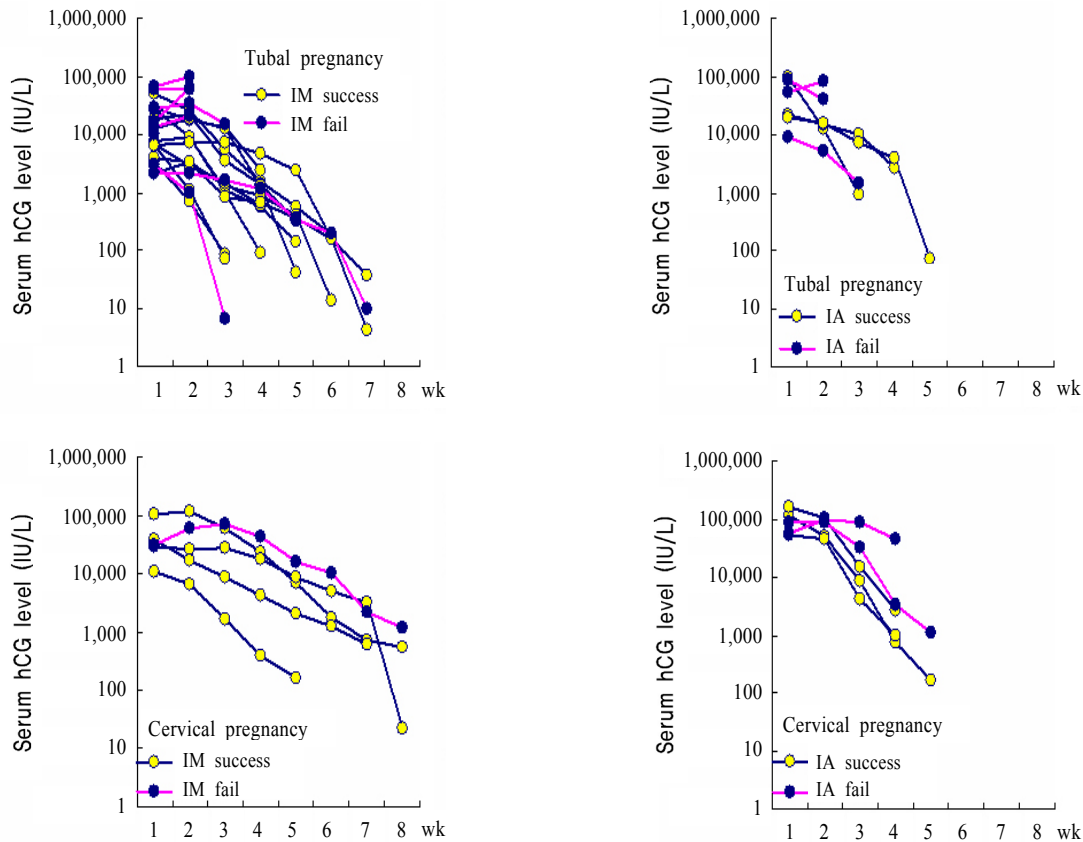 Serum hCG level (IU/L)
1,000,000
100,000
10,000
1,000
100
10
1
Tubal pregnancy
IM success
IM fail
1 2 3 4 5 6 7 8 wk
Serum hCG level (IU/L)
1,000,000
100,000
10,000
1,000
100
10
1
Tubal pregnancy
IA success
IA fail
1 2 3 4 5 6 7 8 wk
Serum hCG level (IU/L)
1,000,000
100,000
10,000
1,000
100
10
1
Cervical pregnancy
IM success
IM fail
1 2 3 4 5 6 7 8 wk
Serum hCG level (IU/L)
1,000,000
100,000
10,000
1,000
100
10
1
Cervical pregnancy
IA success
IA fail
1 2 3 4 5 6 7 8 wk